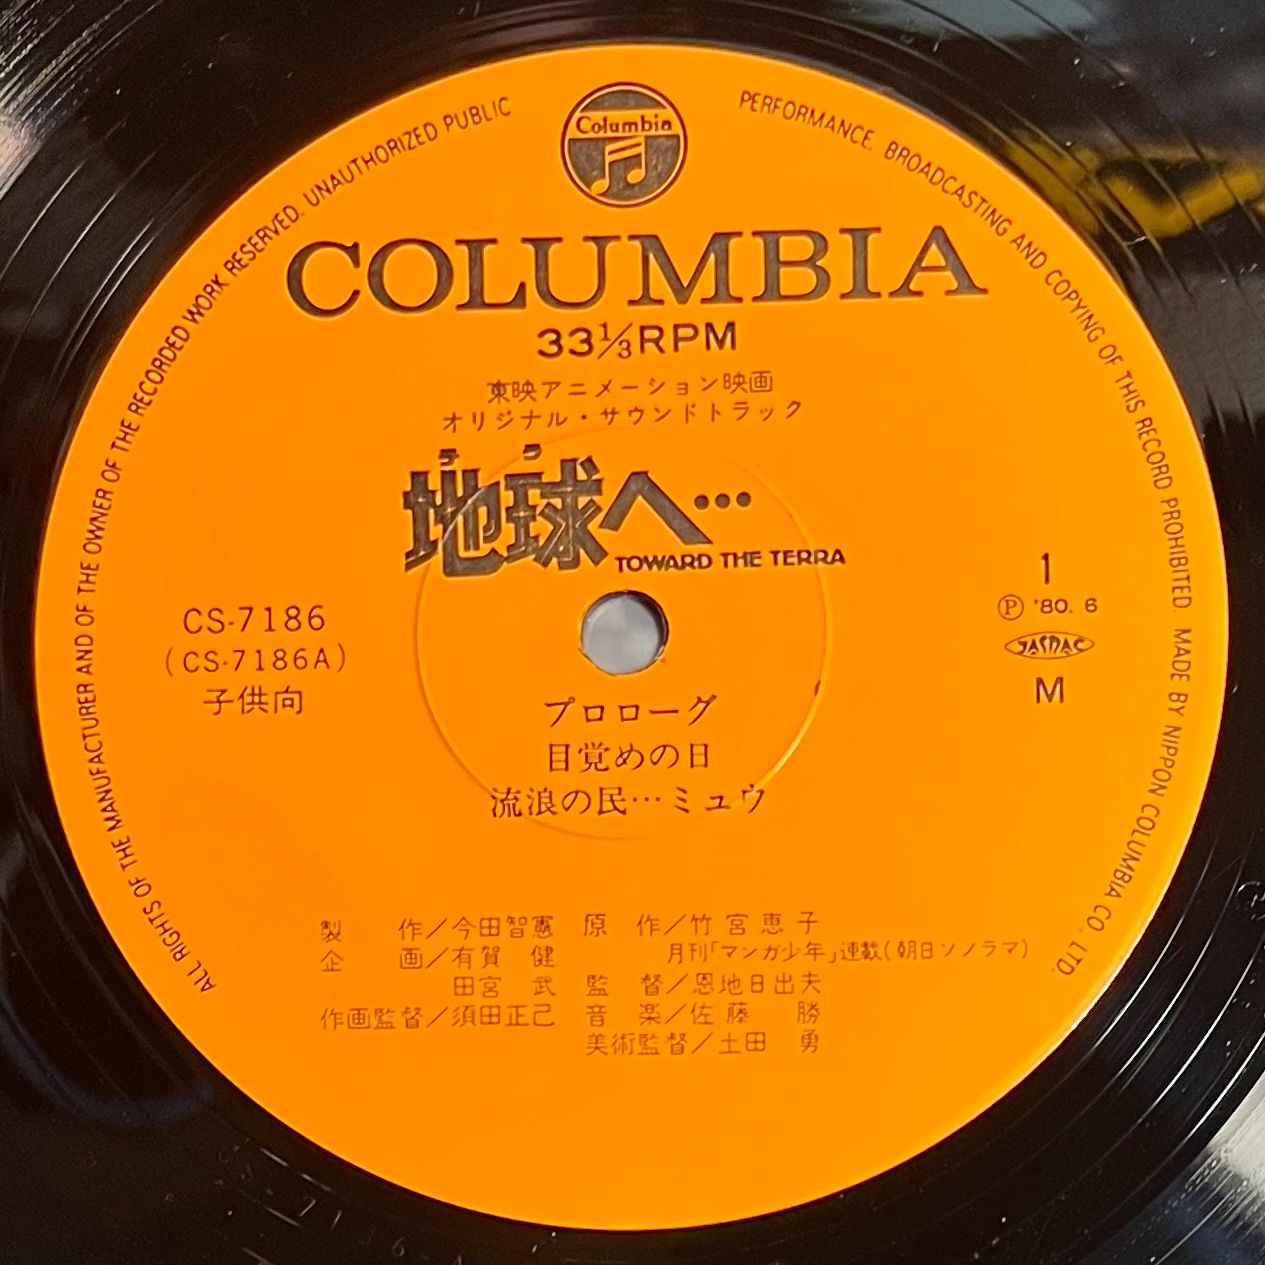 ALL RIGHTS OF THE MANUFACTURER AND OF THE OWNER OF THE RECORDED WORK RESERVED. UNAUTHORIZED PUBLIC PERFORMANCE. BROADCASTING AND COPYING OF THIS RECORD PROHIBITED. MADE BY NIPPON COLUMBIA CO., LTD.
Columbia
COLUMBIA
33 1/3 RPM
東映アニメーション映画
オリジナル・サウンドトラック
テラ
地球へ…
TOWARD THE TERRA
CS-7186
(CS-7186A)
子供向
1
Ⓟ '80. 6
JASRAC
M
プロローグ
目覚めの日
流浪の民…ミュウ
製 作/今田智憲 原 作/竹宮恵子
企 画/有賀 健 月刊「マンガ少年」連載(朝日ソノラマ)
田宮 武 監 督/恩地日出夫
作画監督/須田正己 音 楽/佐藤 勝
美術監督/土田 勇
CS-7186-A